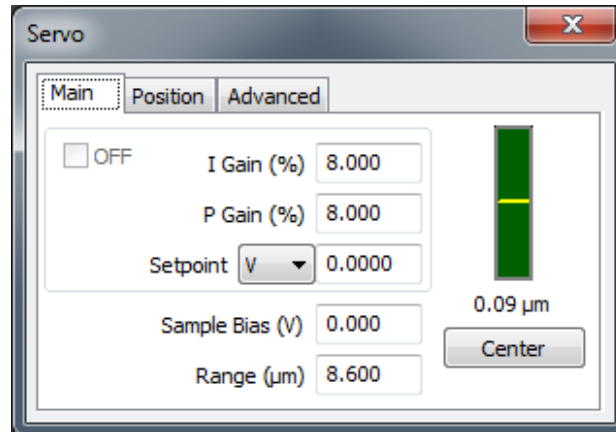 Servo
Main Position Advanced
OFF
I Gain (%) 8.000
P Gain (%) 8.000
Setpoint V 0.0000
Sample Bias (V) 0.000
Range (µm) 8.600
0.09 µm
Center